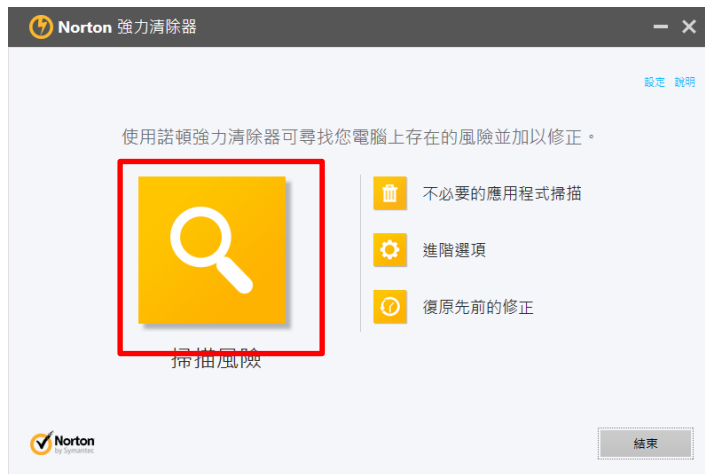 Norton 強力清除器
設定 說明
使用諾頓強力清除器可尋找您電腦上存在的風險並加以修正。
不必要的應用程式掃描
進階選項
復原先前的修正
掃描風險
Norton
by Symantec
結束